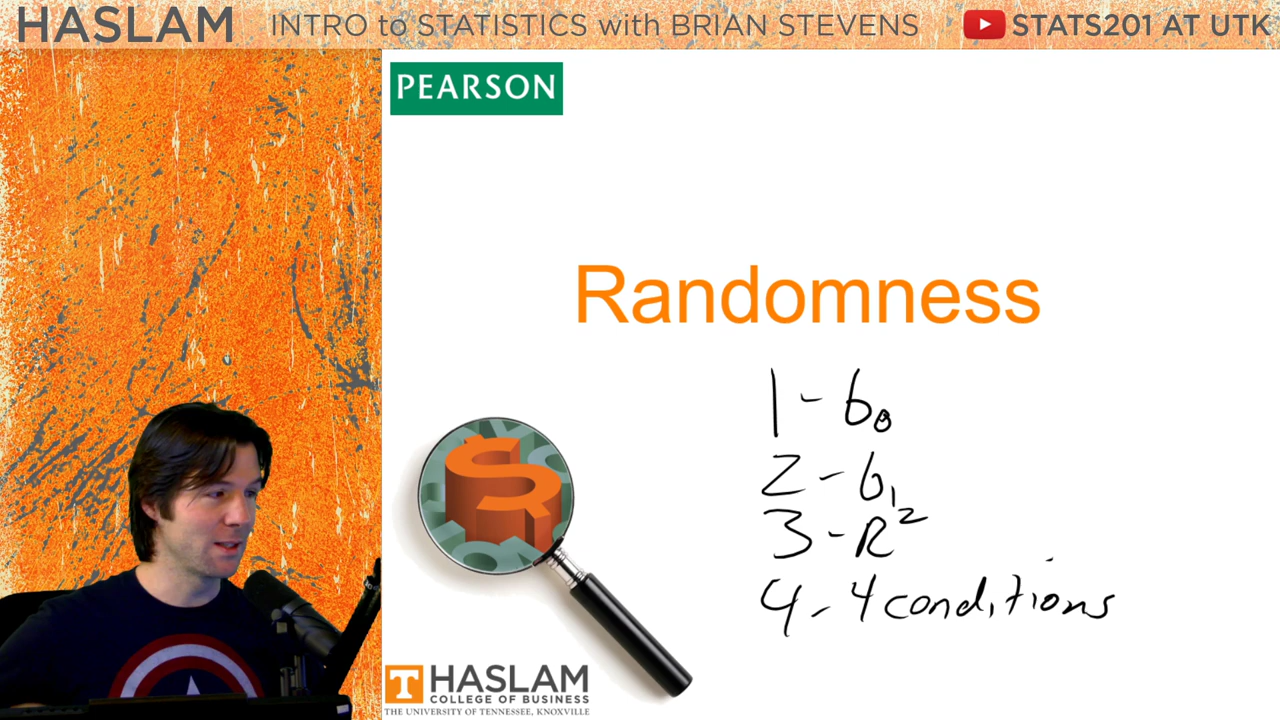 HASLAM INTRO to STATISTICS with BRIAN STEVENS STATS201 AT UTK
PEARSON
Randomness
1 - b₀
2 - b₁
3 - R²
4 - 4 conditions
T HASLAM
COLLEGE OF BUSINESS
THE UNIVERSITY OF TENNESSEE, KNOXVILLE